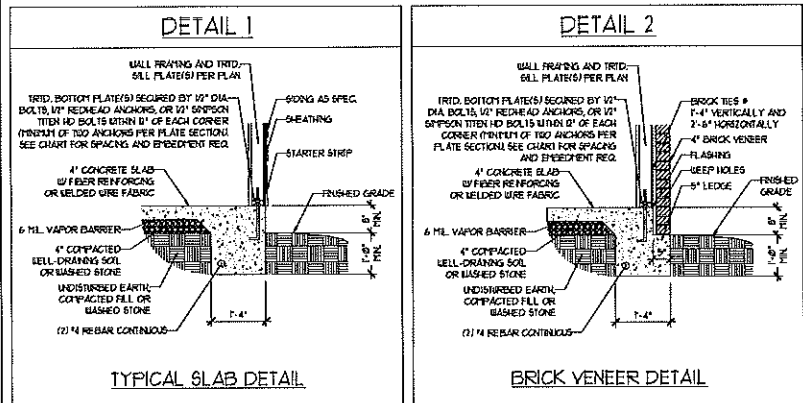 DETAIL 1
WALL FRAMING AND TRTD.
SILL PLATE(S) PER PLAN
TRTD. BOTTOM PLATE(S) SECURED BY 1/2" DIA.
BOLTS, 1/2" REDHEAD ANCHORS, OR 1/2" SIMPSON
TITEN HD BOLTS WITHIN 12" OF EACH CORNER
(MINIMUM OF TWO ANCHORS PER PLATE SECTION).
SEE CHART FOR SPACING AND EMBEDMENT REQ.
4" CONCRETE SLAB
W/ FIBER REINFORCING
OR WELDED WIRE FABRIC
6 MIL. VAPOR BARRIER
4" COMPACTED
WELL-DRAINING SOIL
OR WASHED STONE
UNDISTURBED EARTH,
COMPACTED FILL OR
WASHED STONE
(2) #4 REBAR CONTINUOUS
SIDING AS SPEC.
SHEATHING
STARTER STRIP
FINISHED GRADE
8"
MIN.
1'-0"
MIN.
1'-4"
TYPICAL SLAB DETAIL
DETAIL 2
WALL FRAMING AND TRTD.
SILL PLATE(S) PER PLAN
TRTD. BOTTOM PLATE(S) SECURED BY 1/2"
DIA. BOLTS, 1/2" REDHEAD ANCHORS, OR 1/2"
SIMPSON TITEN HD BOLTS WITHIN 12" OF EACH
CORNER (MINIMUM OF TWO ANCHORS PER
PLATE SECTION). SEE CHART FOR SPACING
AND EMBEDMENT REQ.
4" CONCRETE SLAB
W/ FIBER REINFORCING
OR WELDED WIRE FABRIC
6 MIL. VAPOR BARRIER
4" COMPACTED
WELL-DRAINING SOIL
OR WASHED STONE
UNDISTURBED EARTH,
COMPACTED FILL OR
WASHED STONE
(2) #4 REBAR CONTINUOUS
BRICK TIES @
1'-4" VERTICALLY AND
2'-8" HORIZONTALLY
4" BRICK VENEER
FLASHING
WEEP HOLES
5" LEDGE
FINISHED
GRADE
MIN.
1'-0"
MIN.
5"
1'-4"
BRICK VENEER DETAIL